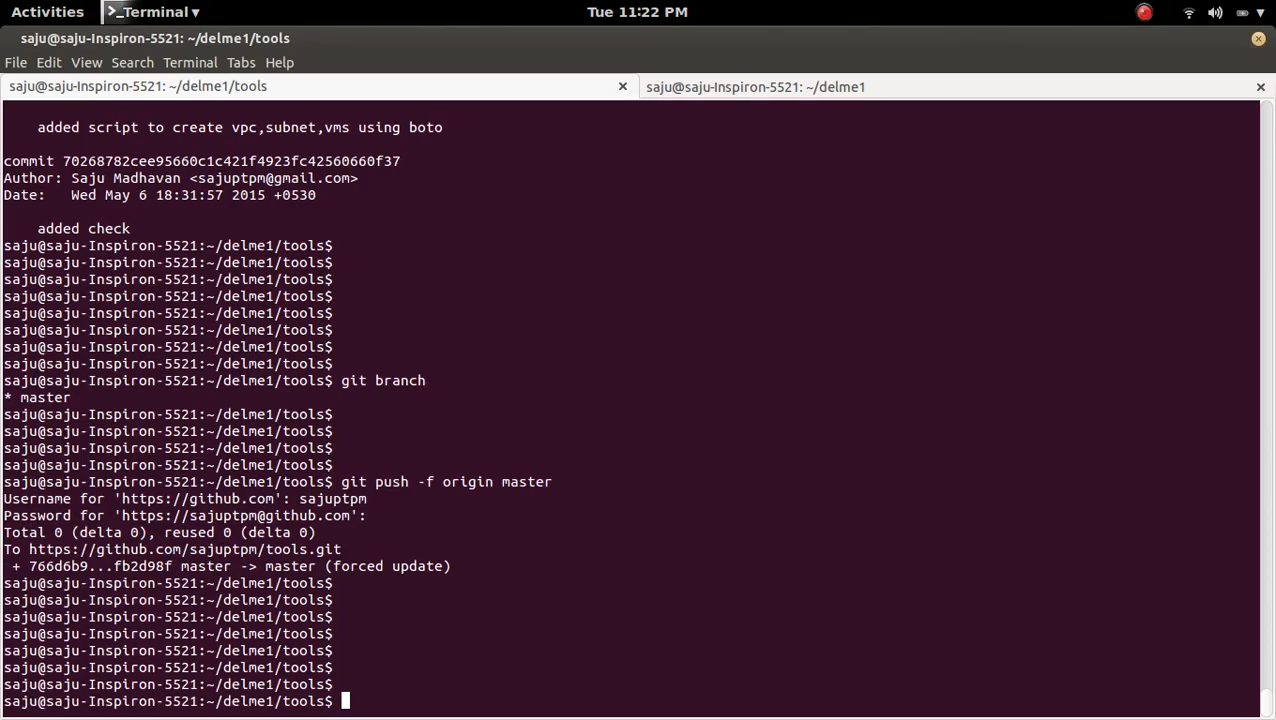 Activities >_Terminal ▾ Tue 11:22 PM
saju@saju-Inspiron-5521: ~/delme1/tools
File Edit View Search Terminal Tabs Help
saju@saju-Inspiron-5521: ~/delme1/tools × saju@saju-Inspiron-5521: ~/delme1 ×
added script to create vpc,subnet,vms using boto
commit 70268782cee95660c1c421f4923fc42560660f37
Author: Saju Madhavan <sajuptpm@gmail.com>
Date: Wed May 6 18:31:57 2015 +0530
added check
saju@saju-Inspiron-5521:~/delme1/tools$
saju@saju-Inspiron-5521:~/delme1/tools$
saju@saju-Inspiron-5521:~/delme1/tools$
saju@saju-Inspiron-5521:~/delme1/tools$
saju@saju-Inspiron-5521:~/delme1/tools$
saju@saju-Inspiron-5521:~/delme1/tools$
saju@saju-Inspiron-5521:~/delme1/tools$
saju@saju-Inspiron-5521:~/delme1/tools$
saju@saju-Inspiron-5521:~/delme1/tools$ git branch
* master
saju@saju-Inspiron-5521:~/delme1/tools$
saju@saju-Inspiron-5521:~/delme1/tools$
saju@saju-Inspiron-5521:~/delme1/tools$
saju@saju-Inspiron-5521:~/delme1/tools$
saju@saju-Inspiron-5521:~/delme1/tools$ git push -f origin master
Username for 'https://github.com': sajuptpm
Password for 'https://sajuptpm@github.com':
Total 0 (delta 0), reused 0 (delta 0)
To https://github.com/sajuptpm/tools.git
+ 766d6b9...fb2d98f master -> master (forced update)
saju@saju-Inspiron-5521:~/delme1/tools$
saju@saju-Inspiron-5521:~/delme1/tools$
saju@saju-Inspiron-5521:~/delme1/tools$
saju@saju-Inspiron-5521:~/delme1/tools$
saju@saju-Inspiron-5521:~/delme1/tools$
saju@saju-Inspiron-5521:~/delme1/tools$
saju@saju-Inspiron-5521:~/delme1/tools$
saju@saju-Inspiron-5521:~/delme1/tools$